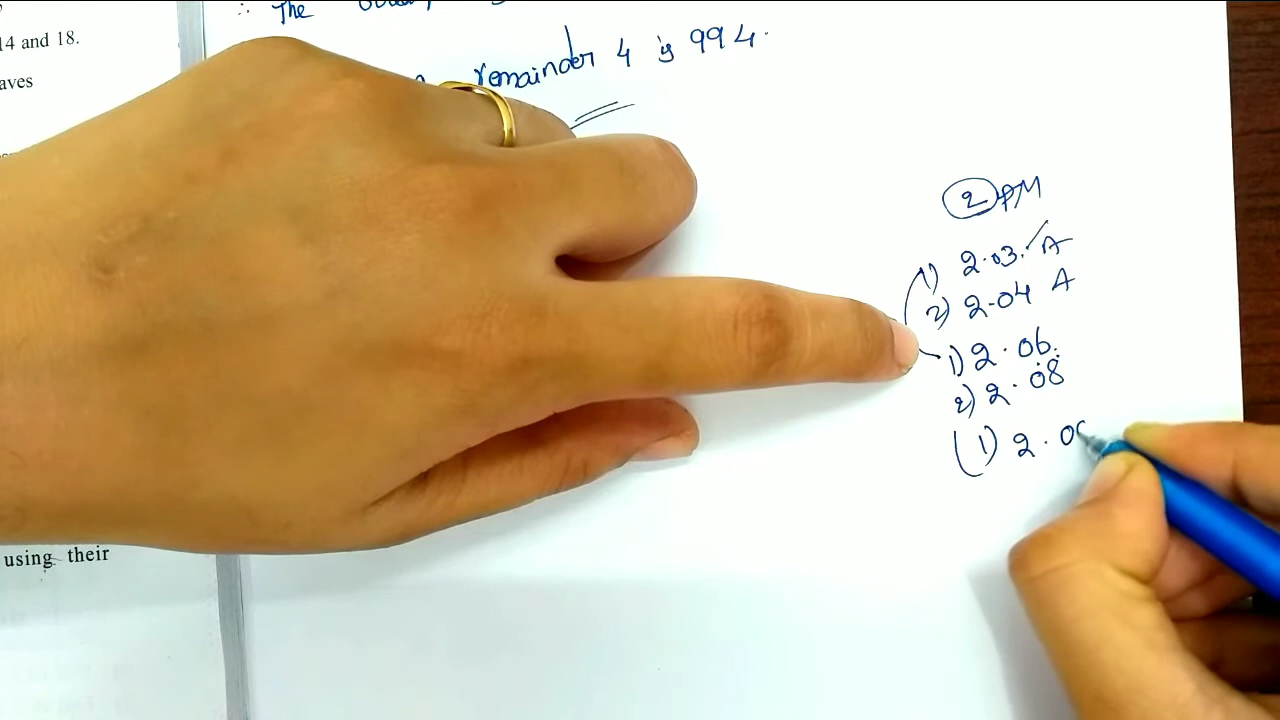 14 and 18.
aves
using their
∴ The
remainder 4 is 994.
2 PM
1) 2.03. A
2) 2.04 A
1) 2.06.
2) 2.08
1) 2.0